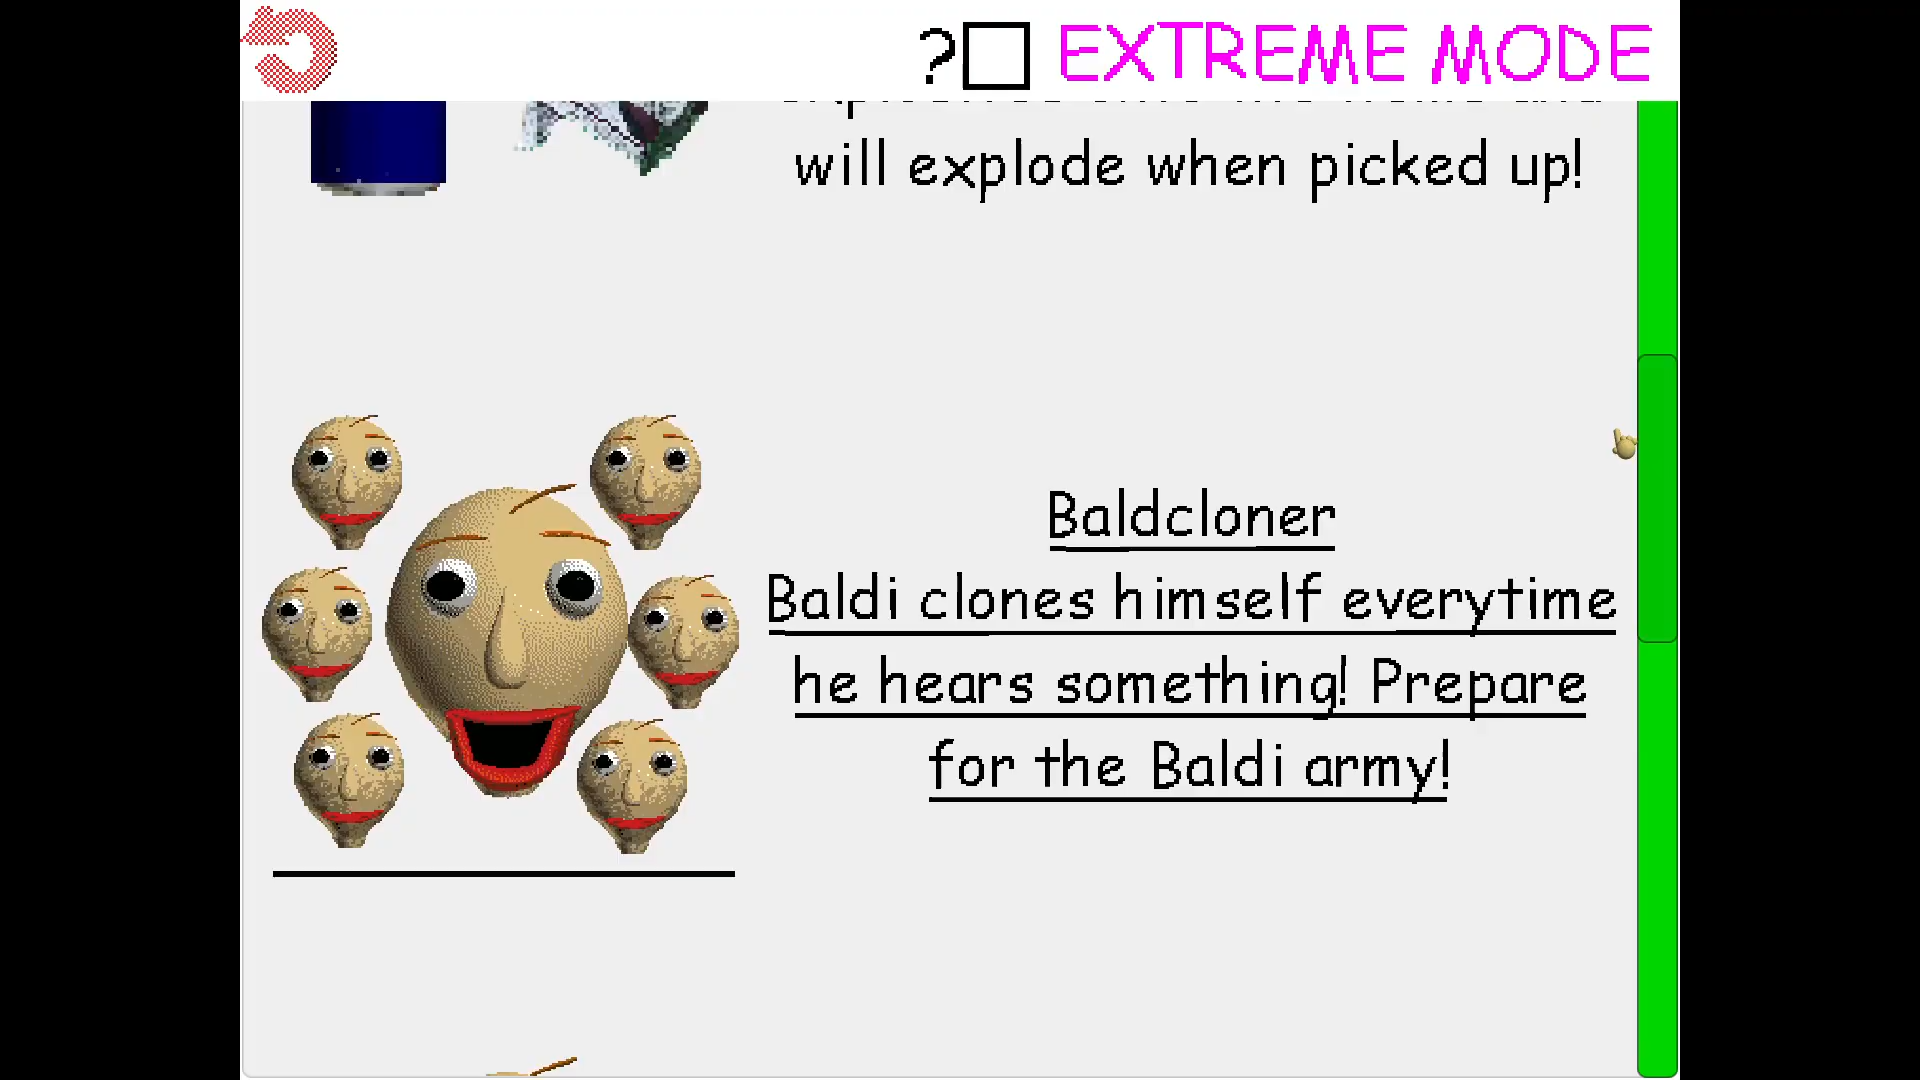 ? EXTREME MODE
will explode when picked up!
Baldcloner
Baldi clones himself everytime
he hears something! Prepare
for the Baldi army!